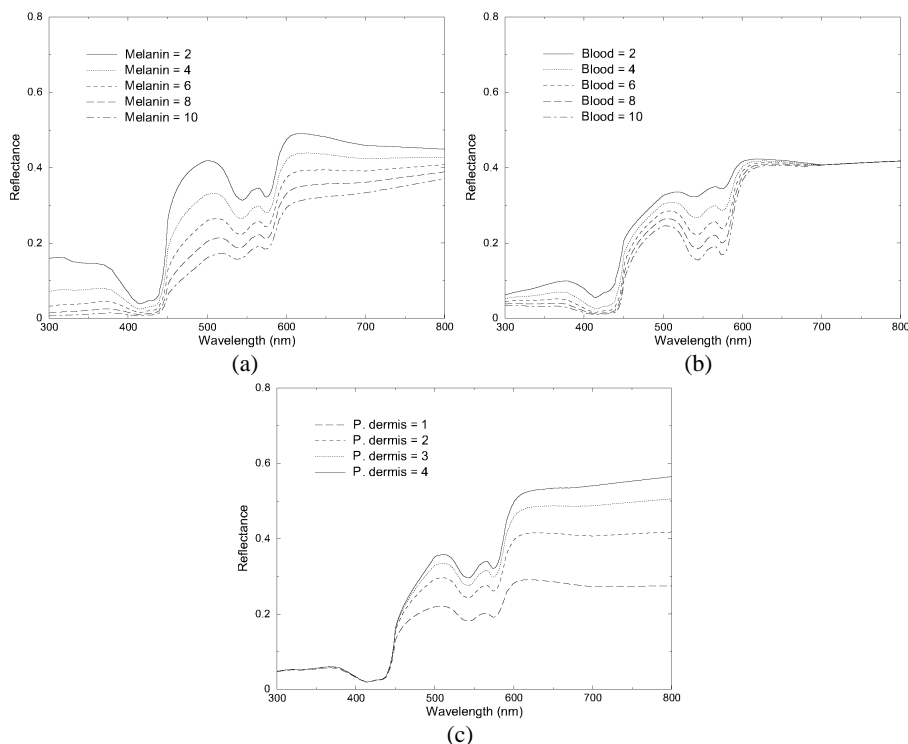 0.8
0.6
0.4
0.2
0
Reflectance
Melanin = 2
Melanin = 4
Melanin = 6
Melanin = 8
Melanin = 10
300 400 500 600 700 800
Wavelength (nm)
(a)
0.8
0.6
0.4
0.2
0
Reflectance
Blood = 2
Blood = 4
Blood = 6
Blood = 8
Blood = 10
300 400 500 600 700 800
Wavelength (nm)
(b)
0.8
0.6
0.4
0.2
0
Reflectance
P. dermis = 1
P. dermis = 2
P. dermis = 3
P. dermis = 4
300 400 500 600 700 800
Wavelength (nm)
(c)